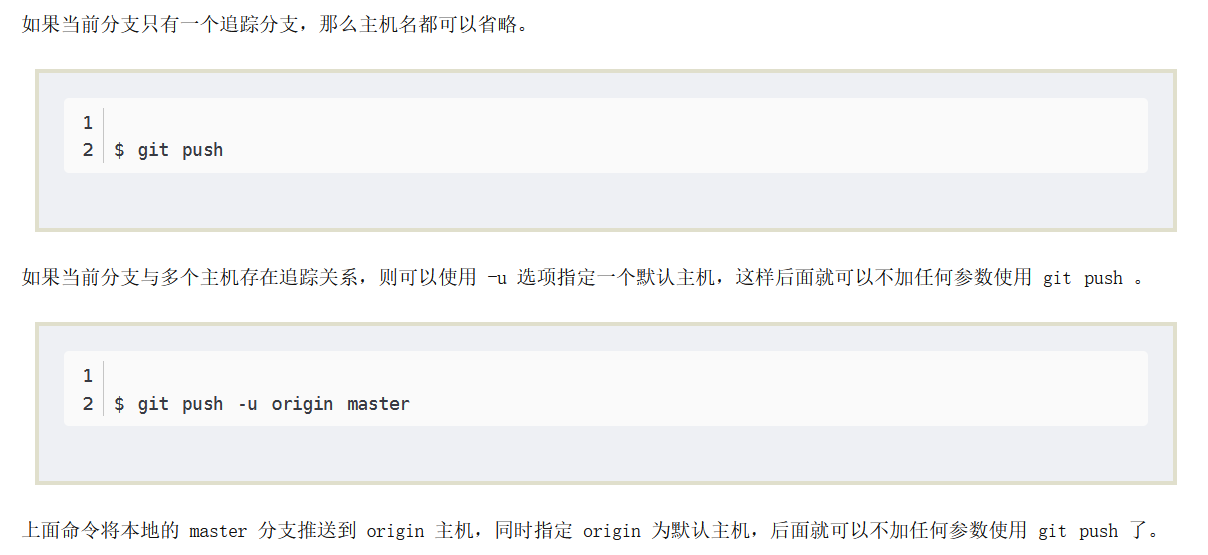 如果当前分支只有一个追踪分支，那么主机名都可以省略。
1
2 $ git push
如果当前分支与多个主机存在追踪关系，则可以使用 -u 选项指定一个默认主机，这样后面就可以不加任何参数使用 git push 。
1
2 $ git push -u origin master
上面命令将本地的 master 分支推送到 origin 主机，同时指定 origin 为默认主机，后面就可以不加任何参数使用 git push 了。